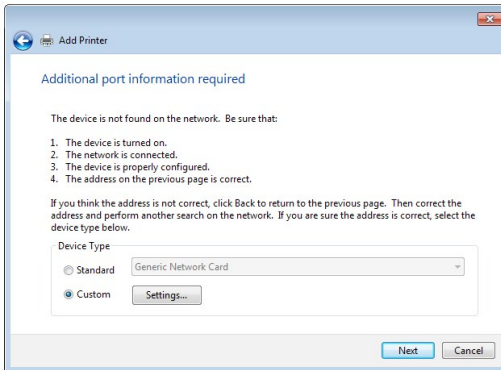 Add Printer
Additional port information required
The device is not found on the network.  Be sure that:
1.  The device is turned on.
2.  The network is connected.
3.  The device is properly configured.
4.  The address on the previous page is correct.
If you think the address is not correct, click Back to return to the previous page.  Then correct the
address and perform another search on the network.  If you are sure the address is correct, select the
device type below.
Device Type
Standard
Generic Network Card
Custom
Settings...
Next
Cancel